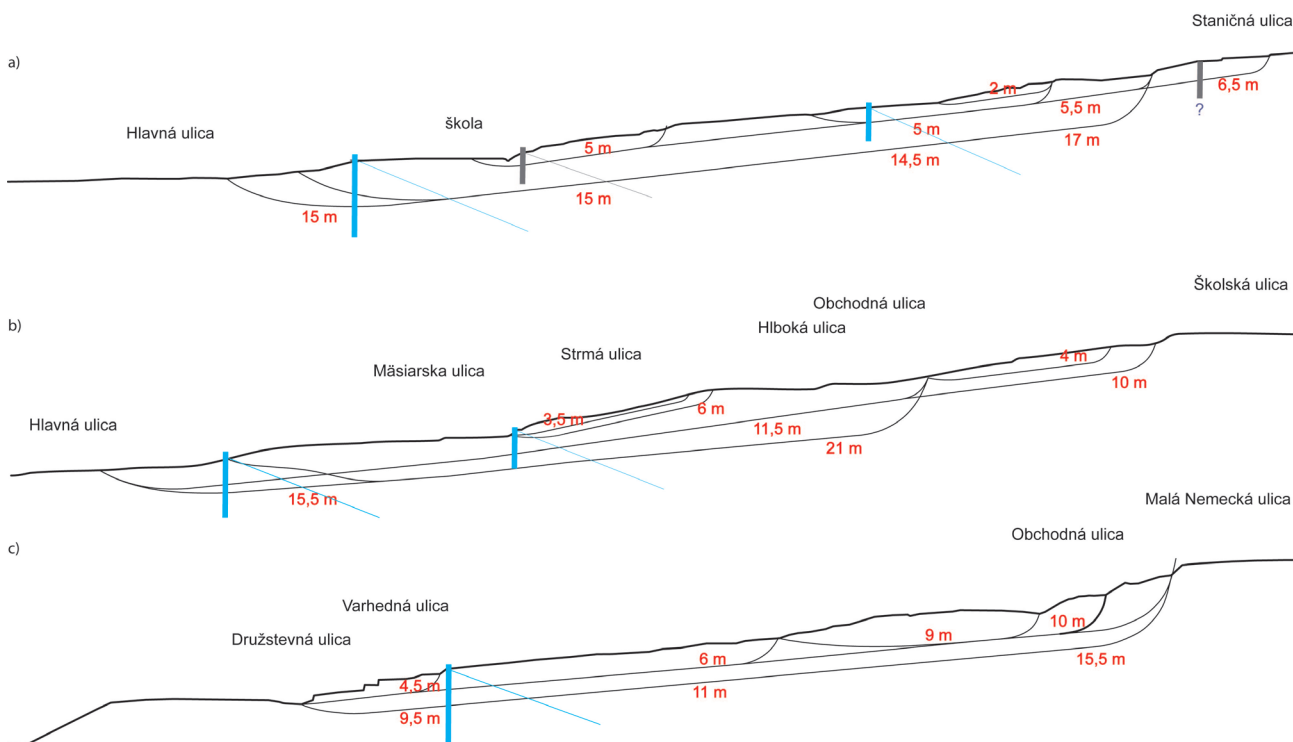 Staničná ulica
a)
2 m
6,5 m
5,5 m
?
Hlavná ulica
škola
5 m
5 m
17 m
14,5 m
15 m
15 m
Školská ulica
Obchodná ulica
b)
Hlboká ulica
Strmá ulica
4 m
Mäsiarska ulica
10 m
3,5 m
6 m
Hlavná ulica
11,5 m
21 m
15,5 m
Malá Nemecká ulica
Obchodná ulica
c)
Varhedná ulica
10 m
Družstevná ulica
9 m
6 m
15,5 m
4,5 m
11 m
9,5 m